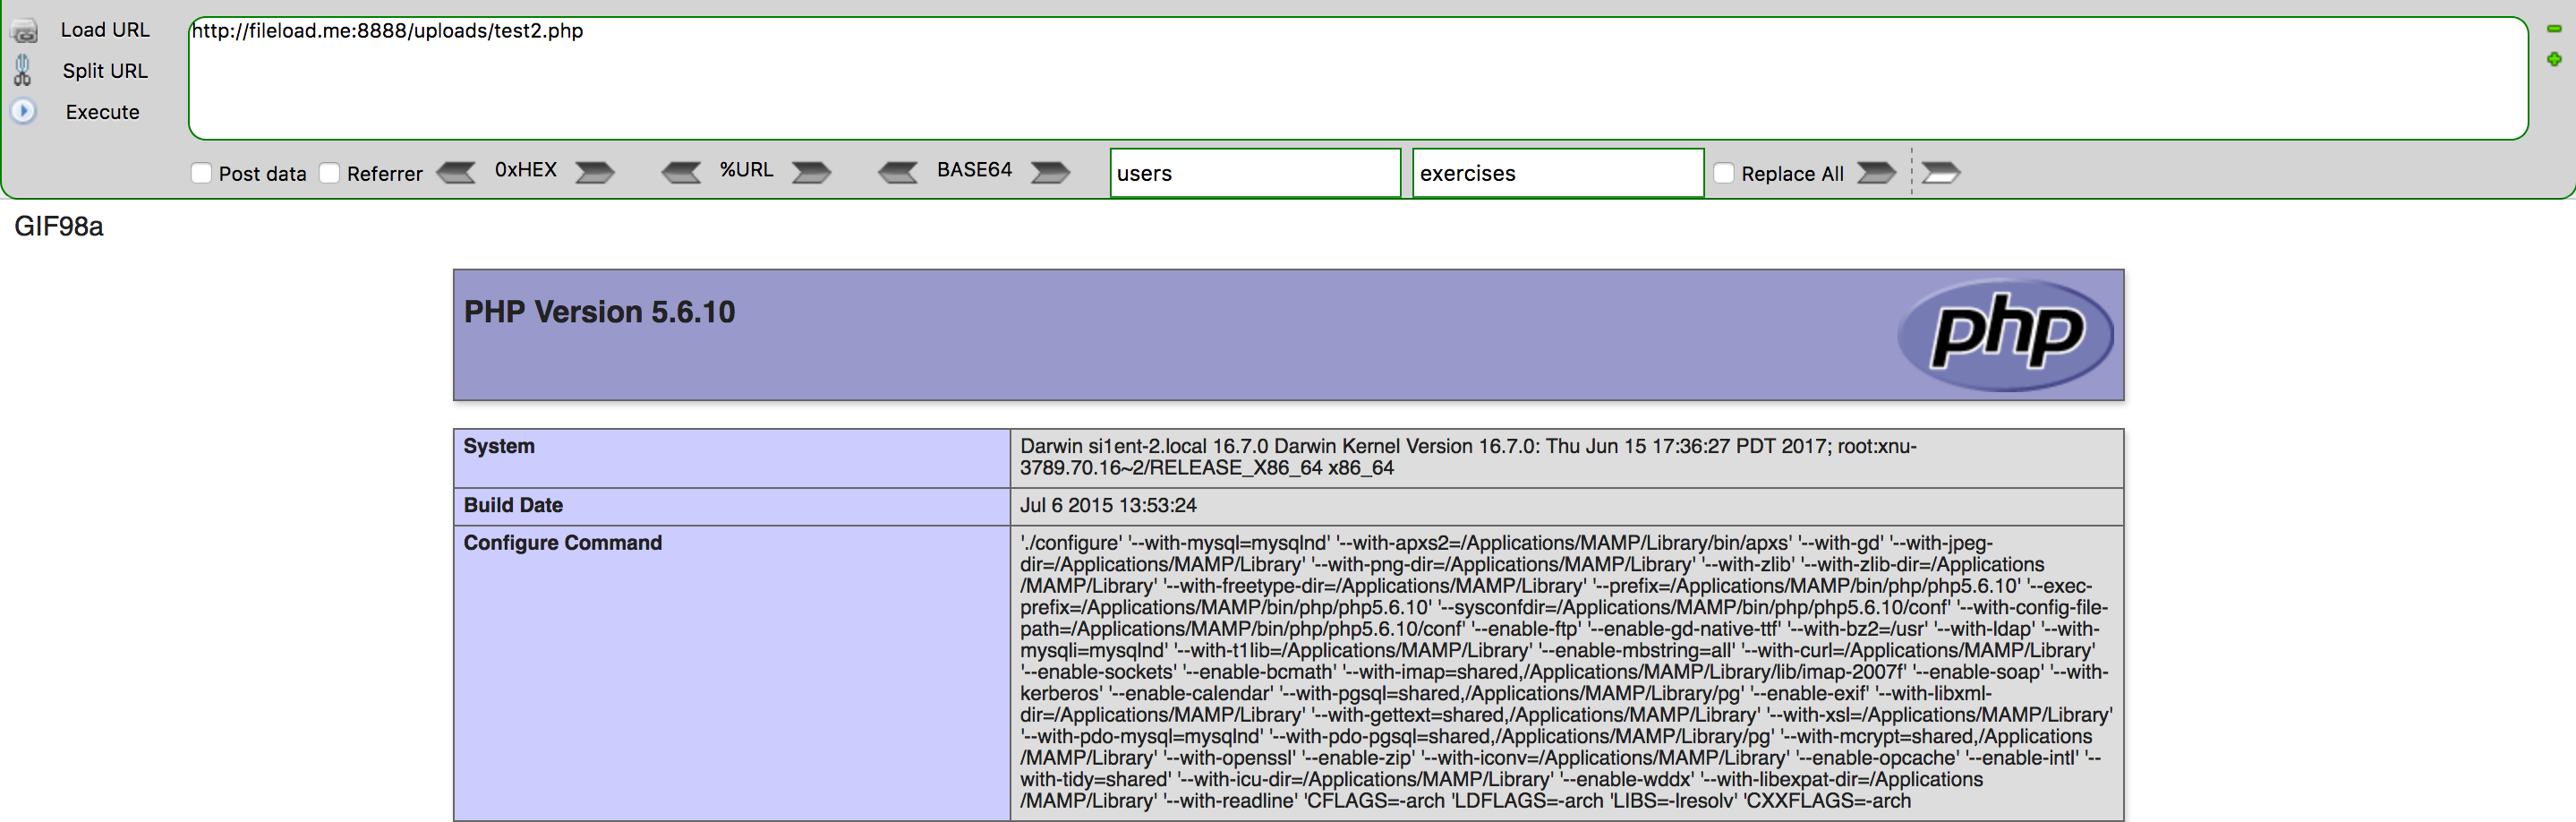 Load URL
http://fileload.me:8888/uploads/test2.php
Split URL
Execute
Post data Referrer 0xHEX %URL BASE64 users exercises Replace All
GIF98a
PHP Version 5.6.10
php
System
Darwin si1ent-2.local 16.7.0 Darwin Kernel Version 16.7.0: Thu Jun 15 17:36:27 PDT 2017; root:xnu-
3789.70.16~2/RELEASE_X86_64 x86_64
Build Date
Jul 6 2015 13:53:24
Configure Command
'./configure' '--with-mysql=mysqlnd' '--with-apxs2=/Applications/MAMP/Library/bin/apxs' '--with-gd' '--with-jpeg-
dir=/Applications/MAMP/Library' '--with-png-dir=/Applications/MAMP/Library' '--with-zlib' '--with-zlib-dir=/Applications
/MAMP/Library' '--with-freetype-dir=/Applications/MAMP/Library' '--prefix=/Applications/MAMP/bin/php/php5.6.10' '--exec-
prefix=/Applications/MAMP/bin/php/php5.6.10' '--sysconfdir=/Applications/MAMP/bin/php/php5.6.10/conf' '--with-config-file-
path=/Applications/MAMP/bin/php/php5.6.10/conf' '--enable-ftp' '--enable-gd-native-ttf' '--with-bz2=/usr' '--with-ldap' '--with-
mysqli=mysqlnd' '--with-t1lib=/Applications/MAMP/Library' '--enable-mbstring=all' '--with-curl=/Applications/MAMP/Library'
'--enable-sockets' '--enable-bcmath' '--with-imap=shared,/Applications/MAMP/Library/lib/imap-2007f' '--enable-soap' '--with-
kerberos' '--enable-calendar' '--with-pgsql=shared,/Applications/MAMP/Library/pg' '--enable-exif' '--with-libxml-
dir=/Applications/MAMP/Library' '--with-gettext=shared,/Applications/MAMP/Library' '--with-xsl=/Applications/MAMP/Library'
'--with-pdo-mysql=mysqlnd' '--with-pdo-pgsql=shared,/Applications/MAMP/Library/pg' '--with-mcrypt=shared,/Applications
/MAMP/Library' '--with-openssl' '--enable-zip' '--with-iconv=/Applications/MAMP/Library' '--enable-opcache' '--enable-intl' '--
with-tidy=shared' '--with-icu-dir=/Applications/MAMP/Library' '--enable-wddx' '--with-libexpat-dir=/Applications
/MAMP/Library' '--with-readline' 'CFLAGS=-arch 'LDFLAGS=-arch 'LIBS=-lresolv' 'CXXFLAGS=-arch